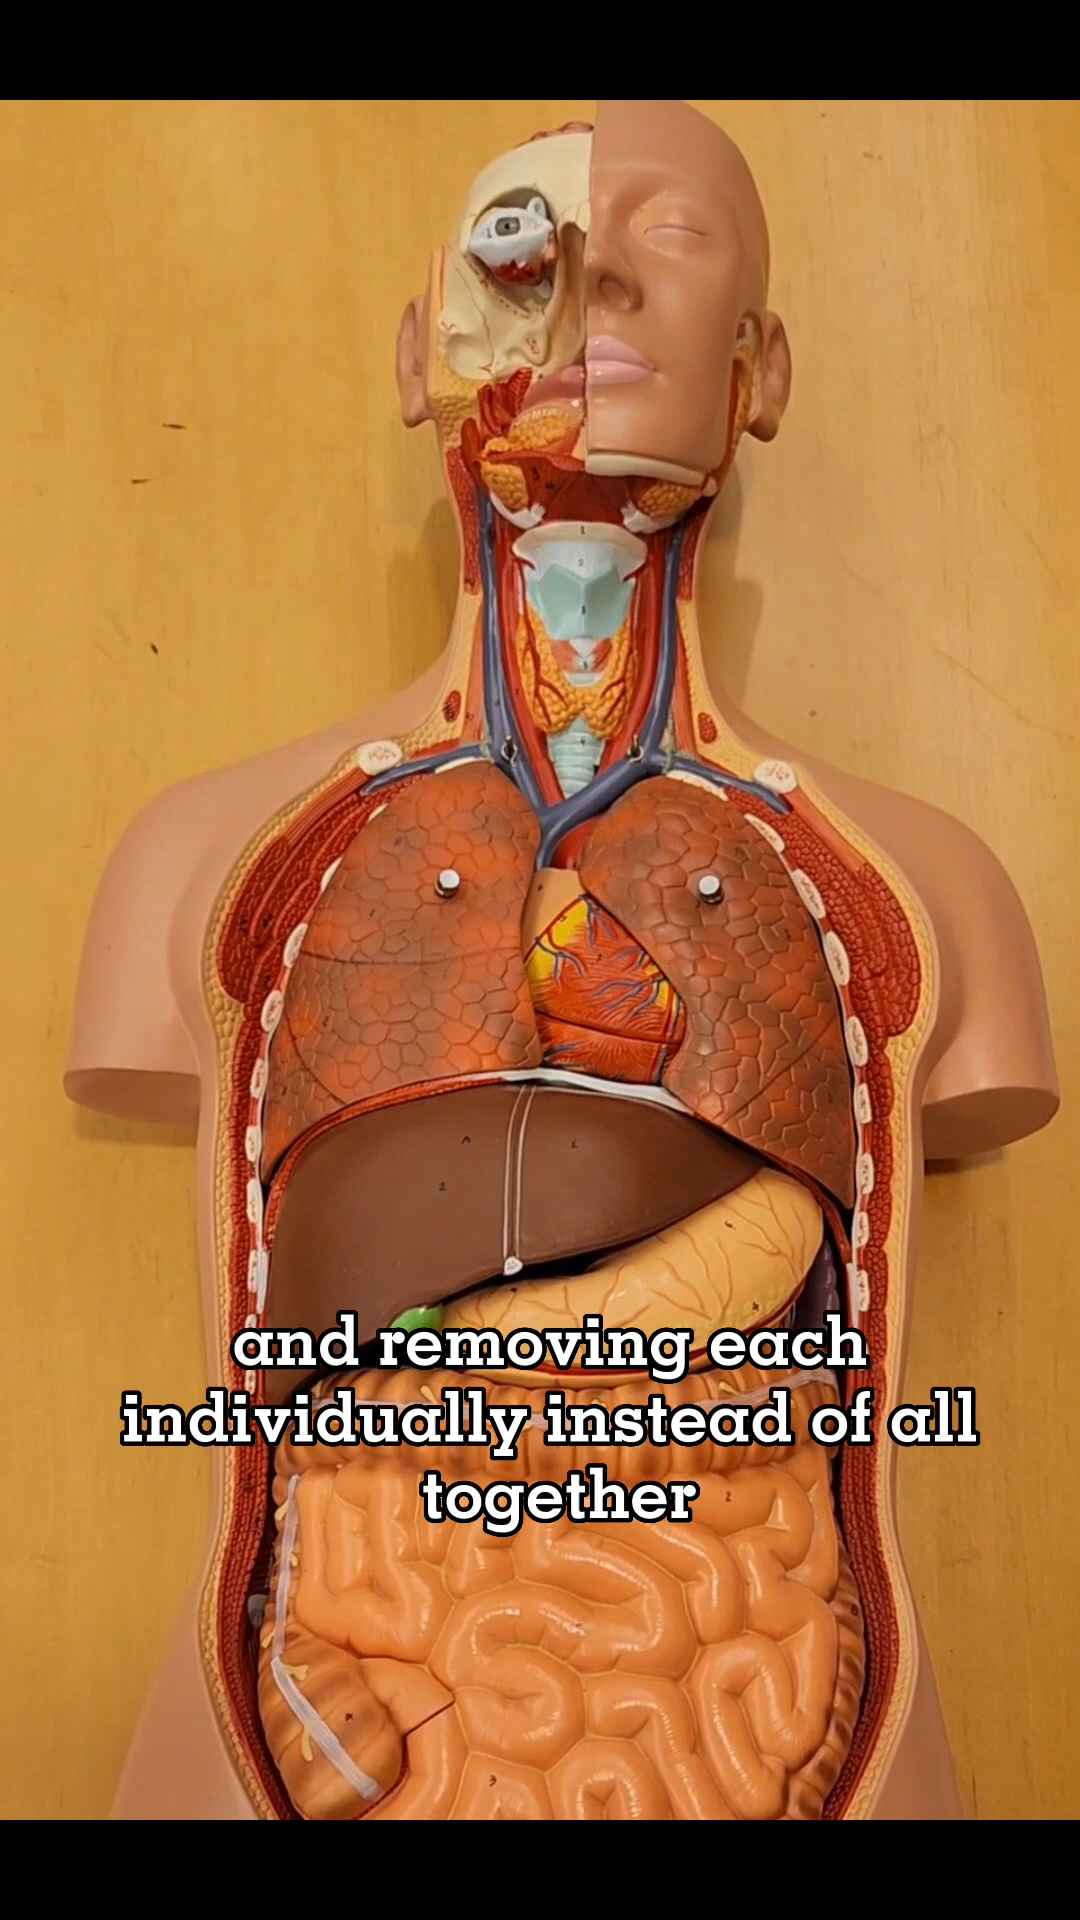 and removing each
individually instead of all
together